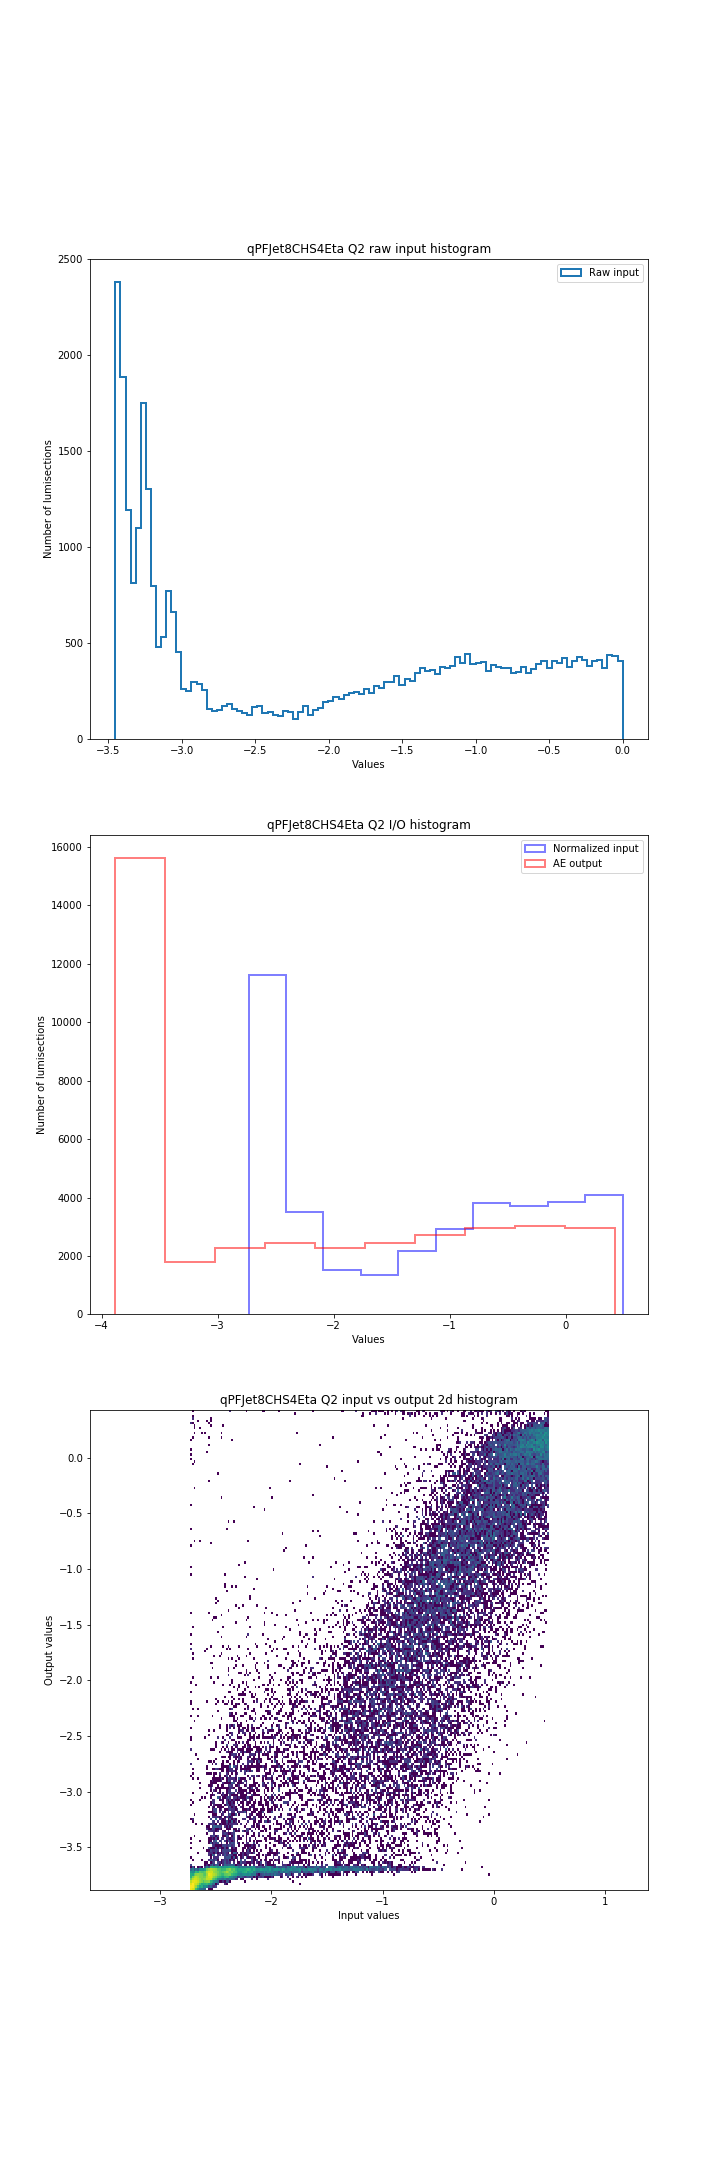 qPFJet8CHS4Eta Q2 raw input histogram
2500
2000
1500
1000
500
0
Number of lumisections
Raw input
−3.5 −3.0 −2.5 −2.0 −1.5 −1.0 −0.5 0.0
Values
qPFJet8CHS4Eta Q2 I/O histogram
16000
14000
12000
10000
8000
6000
4000
2000
0
Number of lumisections
Normalized input
AE output
−4 −3 −2 −1 0
Values
qPFJet8CHS4Eta Q2 input vs output 2d histogram
0.0
−0.5
−1.0
−1.5
−2.0
−2.5
−3.0
−3.5
Output values
−3 −2 −1 0 1
Input values